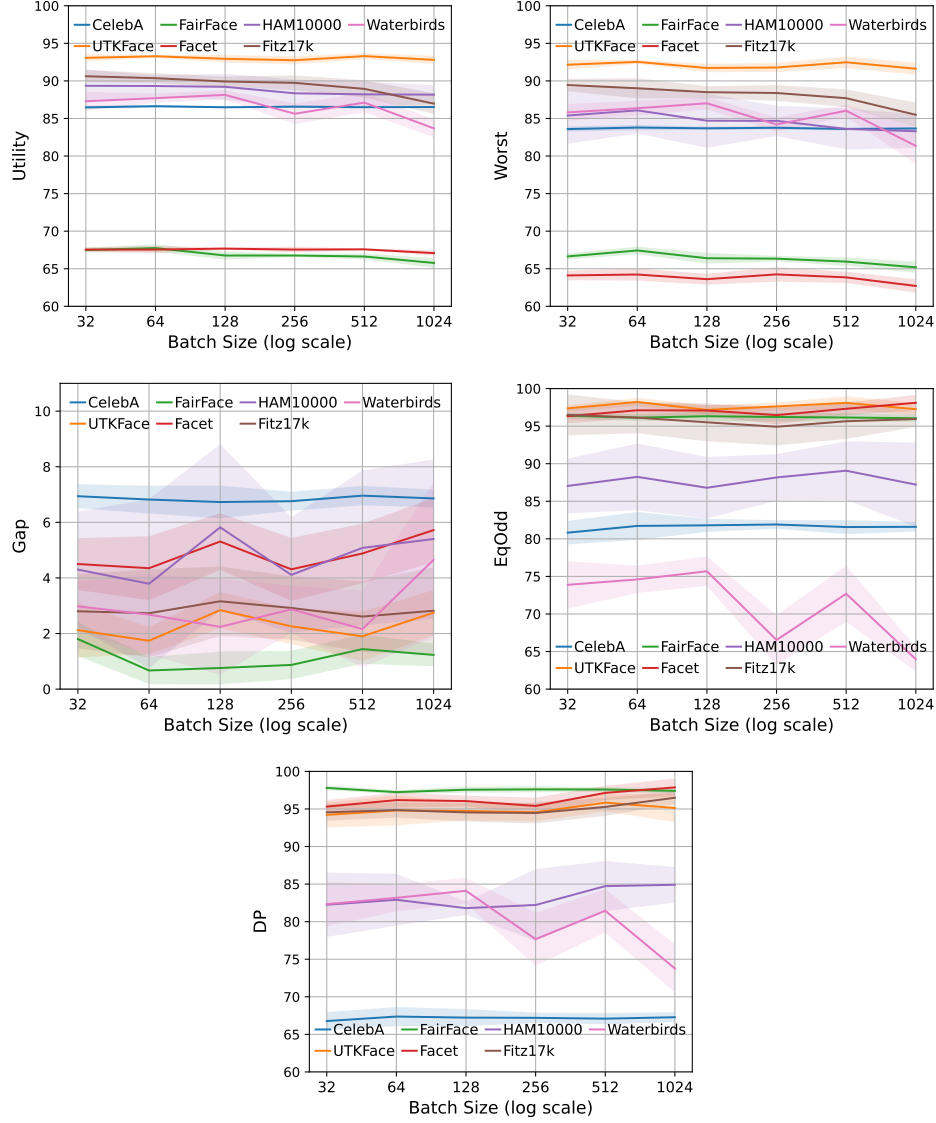 CelebA FairFace HAM10000 Waterbirds
UTKFace Facet Fitz17k
100
95
90
85
80
75
70
65
60
Utility
32 64 128 256 512 1024
Batch Size (log scale)
CelebA FairFace HAM10000 Waterbirds
UTKFace Facet Fitz17k
100
95
90
85
80
75
70
65
60
Worst
32 64 128 256 512 1024
Batch Size (log scale)
CelebA FairFace HAM10000 Waterbirds
UTKFace Facet Fitz17k
10
8
6
4
2
0
Gap
32 64 128 256 512 1024
Batch Size (log scale)
100
95
90
85
80
75
70
65
60
EqOdd
CelebA FairFace HAM10000 Waterbirds
UTKFace Facet Fitz17k
32 64 128 256 512 1024
Batch Size (log scale)
100
95
90
85
80
75
70
65
60
DP
CelebA FairFace HAM10000 Waterbirds
UTKFace Facet Fitz17k
32 64 128 256 512 1024
Batch Size (log scale)